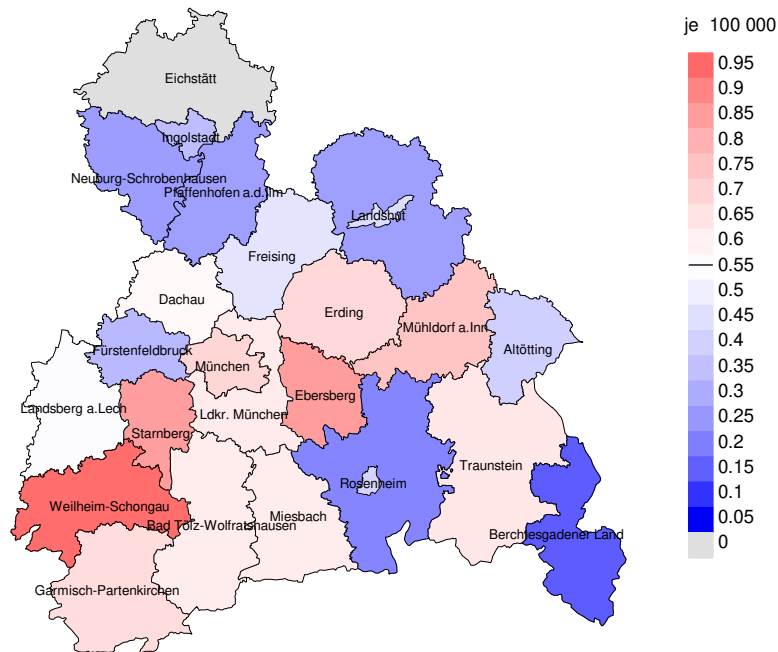 je 100 000
Eichstätt
Ingolstadt
Neuburg-Schrobenhausen
Pfaffenhofen a.d.Ilm
Landshut
Freising
Dachau
Erding
Mühldorf a.Inn
Altötting
Fürstenfeldbruck
München
Ebersberg
Landsberg a.Lech
Ldkr. München
Starnberg
Traunstein
Rosenheim
Weilheim-Schongau
Miesbach
Bad Tölz-Wolfratshausen
Berchtesgadener Land
Garmisch-Partenkirchen
0.95
0.9
0.85
0.8
0.75
0.7
0.65
0.6
0.55
0.5
0.45
0.4
0.35
0.3
0.25
0.2
0.15
0.1
0.05
0